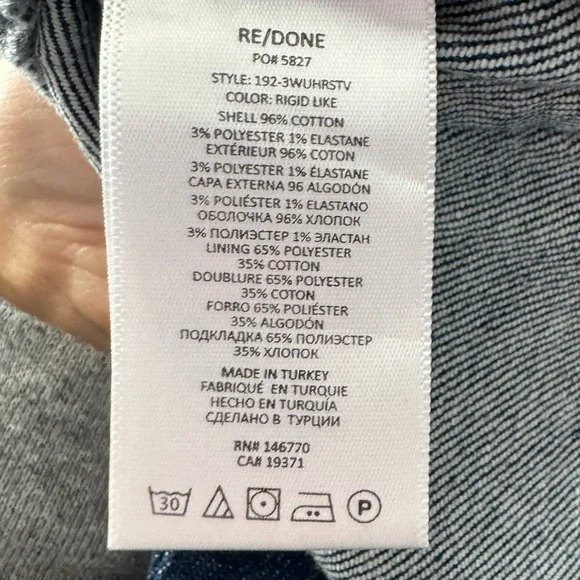 RE/DONE
PO# 5827
STYLE: 192-3WUHRSTV
COLOR: RIGID LIKE
SHELL 96% COTTON
3% POLYESTER 1% ELASTANE
EXTÉRIEUR 96% COTON
3% POLYESTER 1% ÉLASTANE
CAPA EXTERNA 96 ALGODÓN
3% POLIÉSTER 1% ELASTANO
ОБОЛОЧКА 96% ХЛОПОК
3% ПОЛИЭСТЕР 1% ЭЛАСТАН
LINING 65% POLYESTER
35% COTTON
DOUBLURE 65% POLYESTER
35% COTON
FORRO 65% POLIÉSTER
35% ALGODÓN
ПОДКЛАДКА 65% ПОЛИЭСТЕР
35% ХЛОПОК
MADE IN TURKEY
FABRIQUÉ EN TURQUIE
HECHO EN TURQUÍA
СДЕЛАНО В ТУРЦИИ
RN# 146770
CA# 19371
30 P